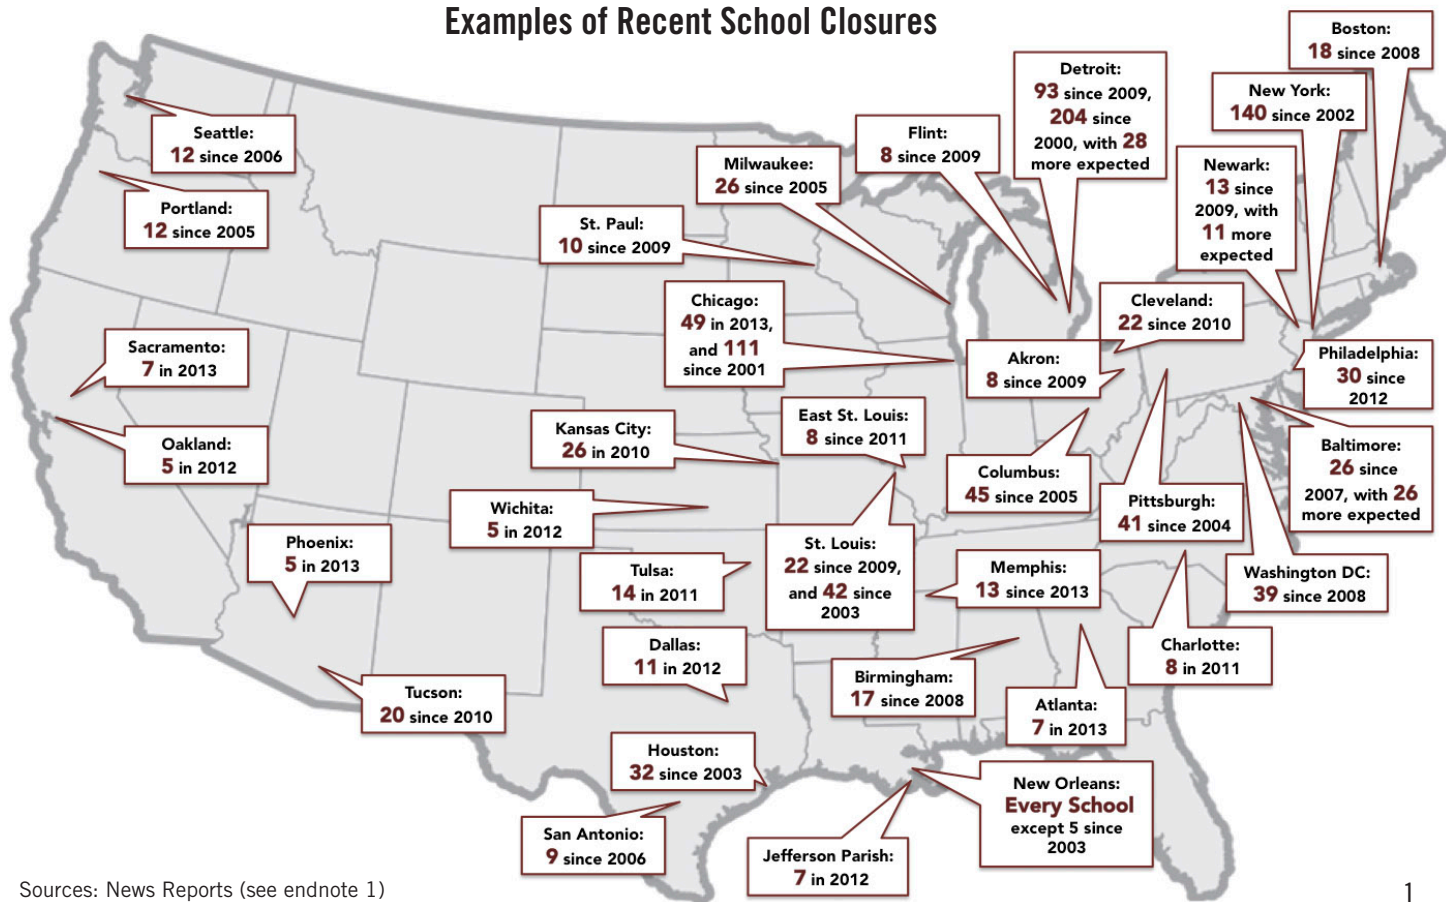 Examples of Recent School Closures
Boston:
18 since 2008
Detroit:
93 since 2009,
204 since
2000, with 28
more expected
New York:
140 since 2002
Seattle:
12 since 2006
Flint:
8 since 2009
Milwaukee:
26 since 2005
Newark:
13 since
2009, with
11 more
expected
Portland:
12 since 2005
St. Paul:
10 since 2009
Chicago:
49 in 2013,
and 111
since 2001
Cleveland:
22 since 2010
Sacramento:
7 in 2013
Akron:
8 since 2009
Philadelphia:
30 since
2012
East St. Louis:
8 since 2011
Kansas City:
26 in 2010
Oakland:
5 in 2012
Baltimore:
26 since
2007, with 26
more expected
Columbus:
45 since 2005
Pittsburgh:
41 since 2004
Wichita:
5 in 2012
Phoenix:
5 in 2013
St. Louis:
22 since 2009,
and 42 since
2003
Tulsa:
14 in 2011
Memphis:
13 since 2013
Washington DC:
39 since 2008
Dallas:
11 in 2012
Charlotte:
8 in 2011
Birmingham:
17 since 2008
Tucson:
20 since 2010
Atlanta:
7 in 2013
Houston:
32 since 2003
New Orleans:
Every School
except 5 since
2003
San Antonio:
9 since 2006
Jefferson Parish:
7 in 2012
Sources: News Reports (see endnote 1)
1